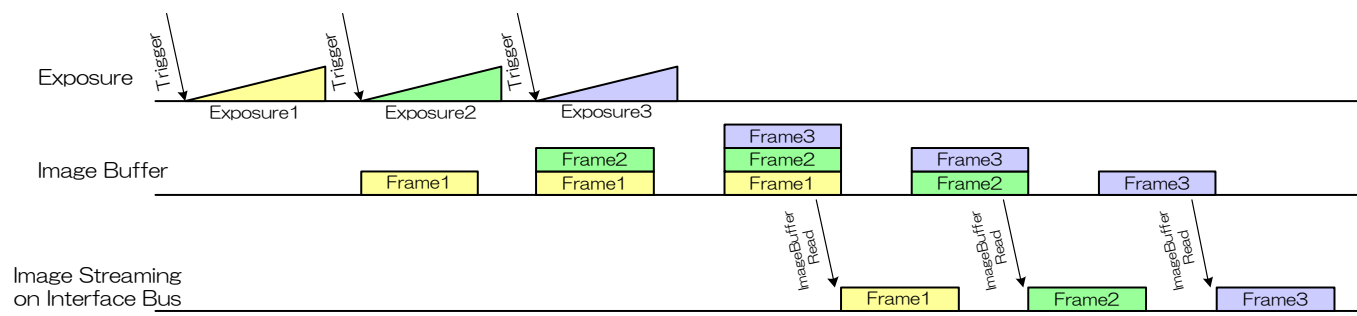 Trigger
Trigger
Trigger
Exposure
Exposure1
Exposure2
Exposure3
Image Buffer
Frame1
Frame2
Frame1
Frame3
Frame2
Frame1
Frame3
Frame2
Frame3
ImageBuffer
Read
ImageBuffer
Read
ImageBuffer
Read
Image Streaming
on Interface Bus
Frame1
Frame2
Frame3